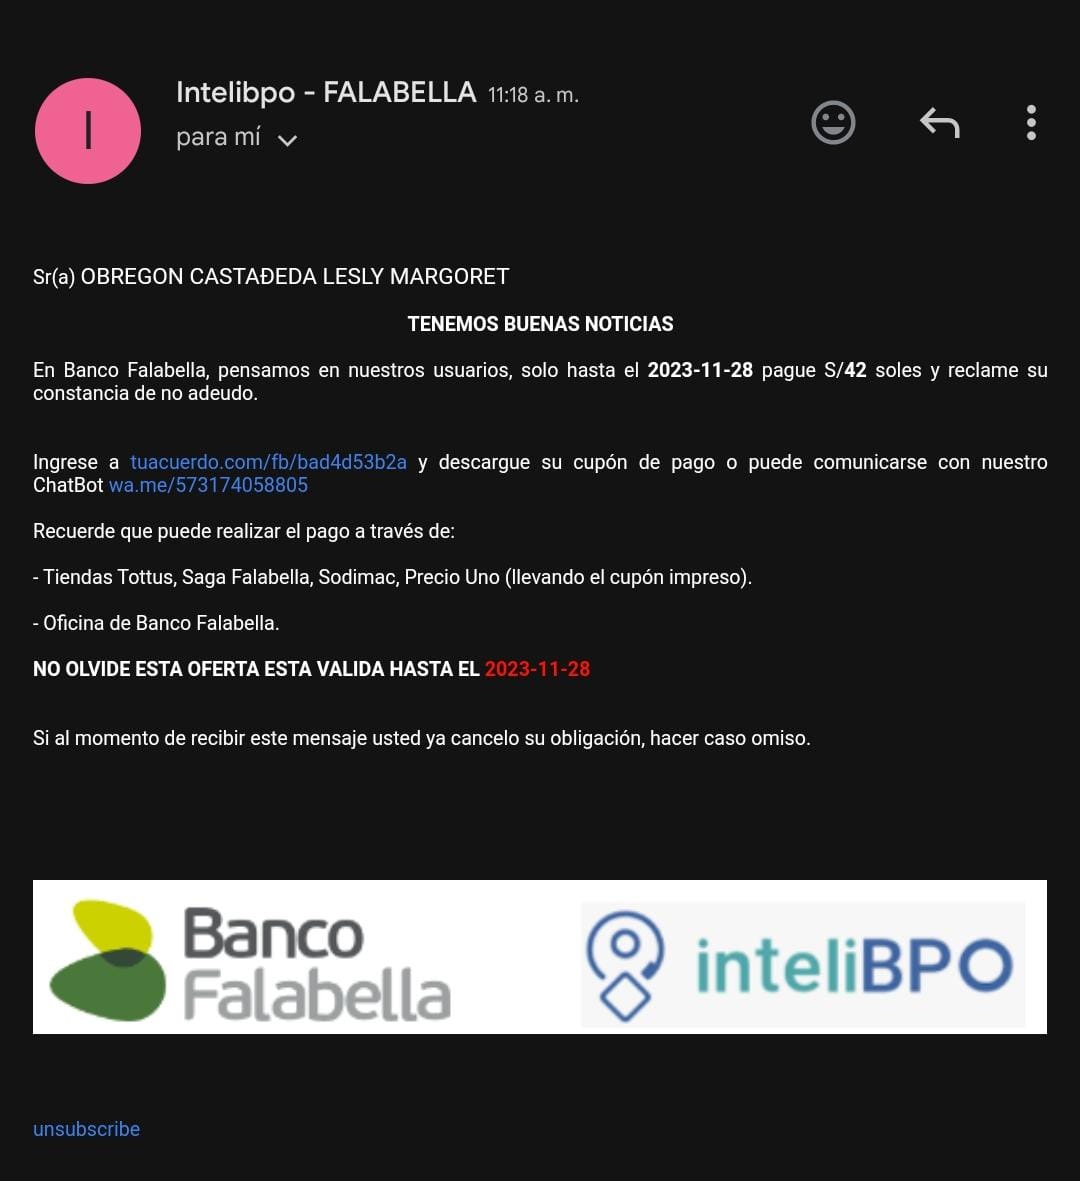 I
Intelibpo - FALABELLA 11:18 a. m.
para mí
Sr(a) OBREGON CASTAÐEDA LESLY MARGORET
TENEMOS BUENAS NOTICIAS
En Banco Falabella, pensamos en nuestros usuarios, solo hasta el 2023-11-28 pague S/42 soles y reclame su
constancia de no adeudo.
Ingrese a tuacuerdo.com/fb/bad4d53b2a y descargue su cupón de pago o puede comunicarse con nuestro
ChatBot wa.me/573174058805
Recuerde que puede realizar el pago a través de:
- Tiendas Tottus, Saga Falabella, Sodimac, Precio Uno (llevando el cupón impreso).
- Oficina de Banco Falabella.
NO OLVIDE ESTA OFERTA ESTA VALIDA HASTA EL 2023-11-28
Si al momento de recibir este mensaje usted ya cancelo su obligación, hacer caso omiso.
Banco
Falabella
inteliBPO
unsubscribe